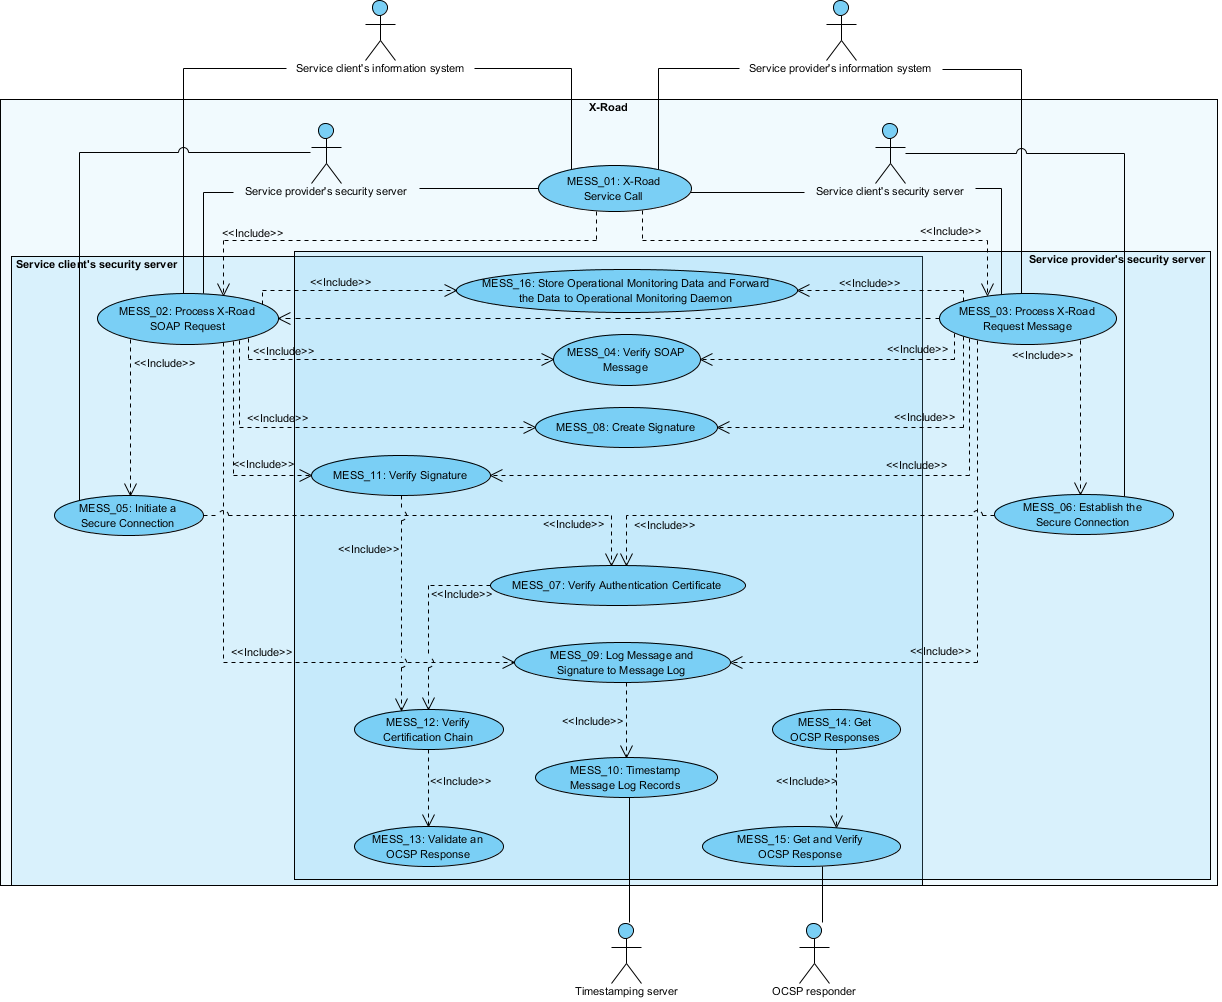 Service client's information system
Service provider's information system
X-Road
Service provider's security server
MESS_01: X-Road
Service Call
Service client's security server
<<Include>>
<<Include>>
Service client's security server
Service provider's security server
<<Include>>
MESS_16: Store Operational Monitoring Data and Forward
the Data to Operational Monitoring Daemon
<<Include>>
MESS_02: Process X-Road
SOAP Request
MESS_03: Process X-Road
Request Message
<<Include>>
<<Include>>
MESS_04: Verify SOAP
Message
<<Include>>
<<Include>>
<<Include>>
MESS_08: Create Signature
<<Include>>
<<Include>>
MESS_11: Verify Signature
<<Include>>
MESS_05: Initiate a
Secure Connection
MESS_06: Establish the
Secure Connection
<<Include>>
<<Include>>
<<Include>>
MESS_07: Verify Authentication Certificate
<<Include>>
<<Include>>
MESS_09: Log Message and
Signature to Message Log
<<Include>>
MESS_12: Verify
Certification Chain
<<Include>>
MESS_14: Get
OCSP Responses
<<Include>>
MESS_10: Timestamp
Message Log Records
<<Include>>
MESS_13: Validate an
OCSP Response
MESS_15: Get and Verify
OCSP Response
Timestamping server
OCSP responder